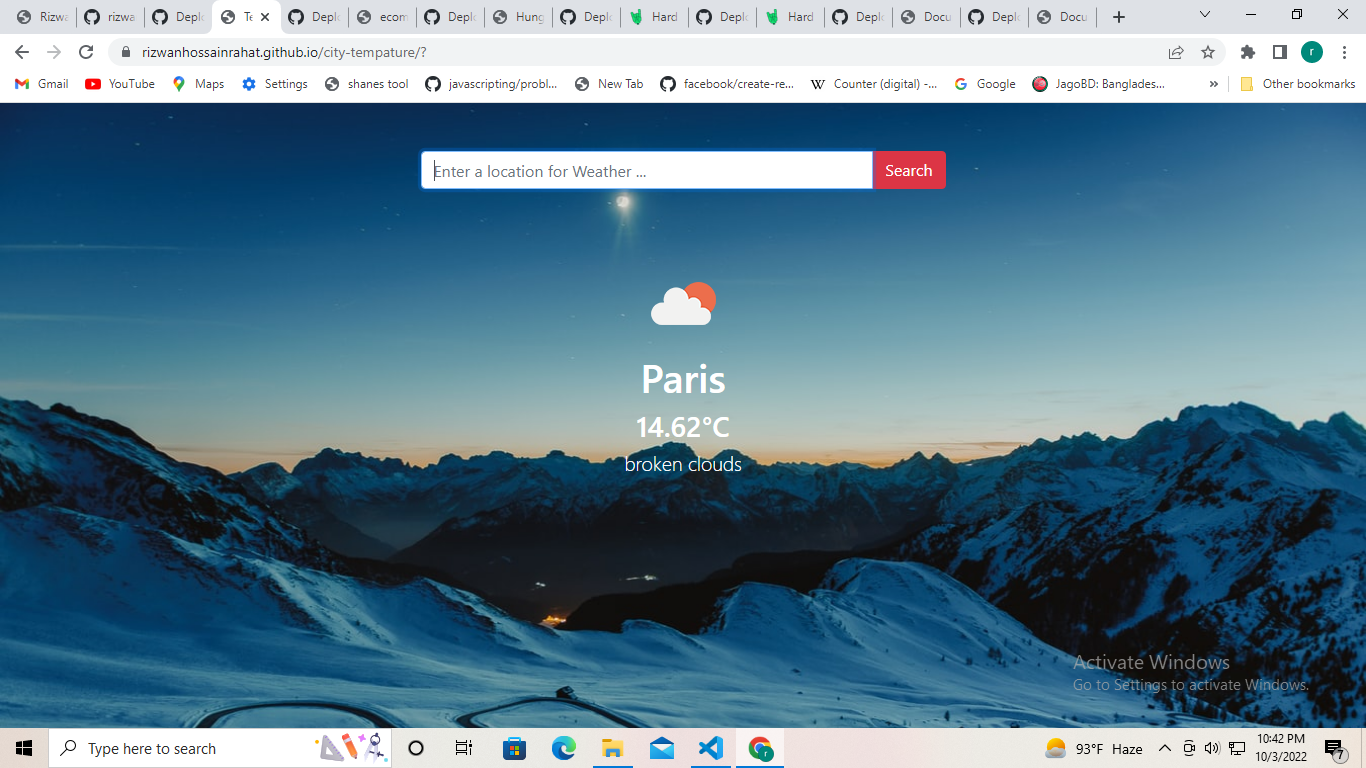 Rizwa
rizwa
Deplo
Te
Deplo
ecom
Deplo
Hung
Deplo
Hard
Deplo
Hard
Deplo
Docu
Deplo
Docu
rizwanhossainrahat.github.io/city-tempature/?
r
Gmail
YouTube
Maps
Settings
shanes tool
javascripting/probl...
New Tab
facebook/create-re...
Counter (digital) -...
Google
JagoBD: Banglades...
»
Other bookmarks
Enter a location for Weather ...
Search
Paris
14.62°C
broken clouds
Activate Windows
Go to Settings to activate Windows.
Type here to search
r
93°F Haze
10:42 PM
10/3/2022
7